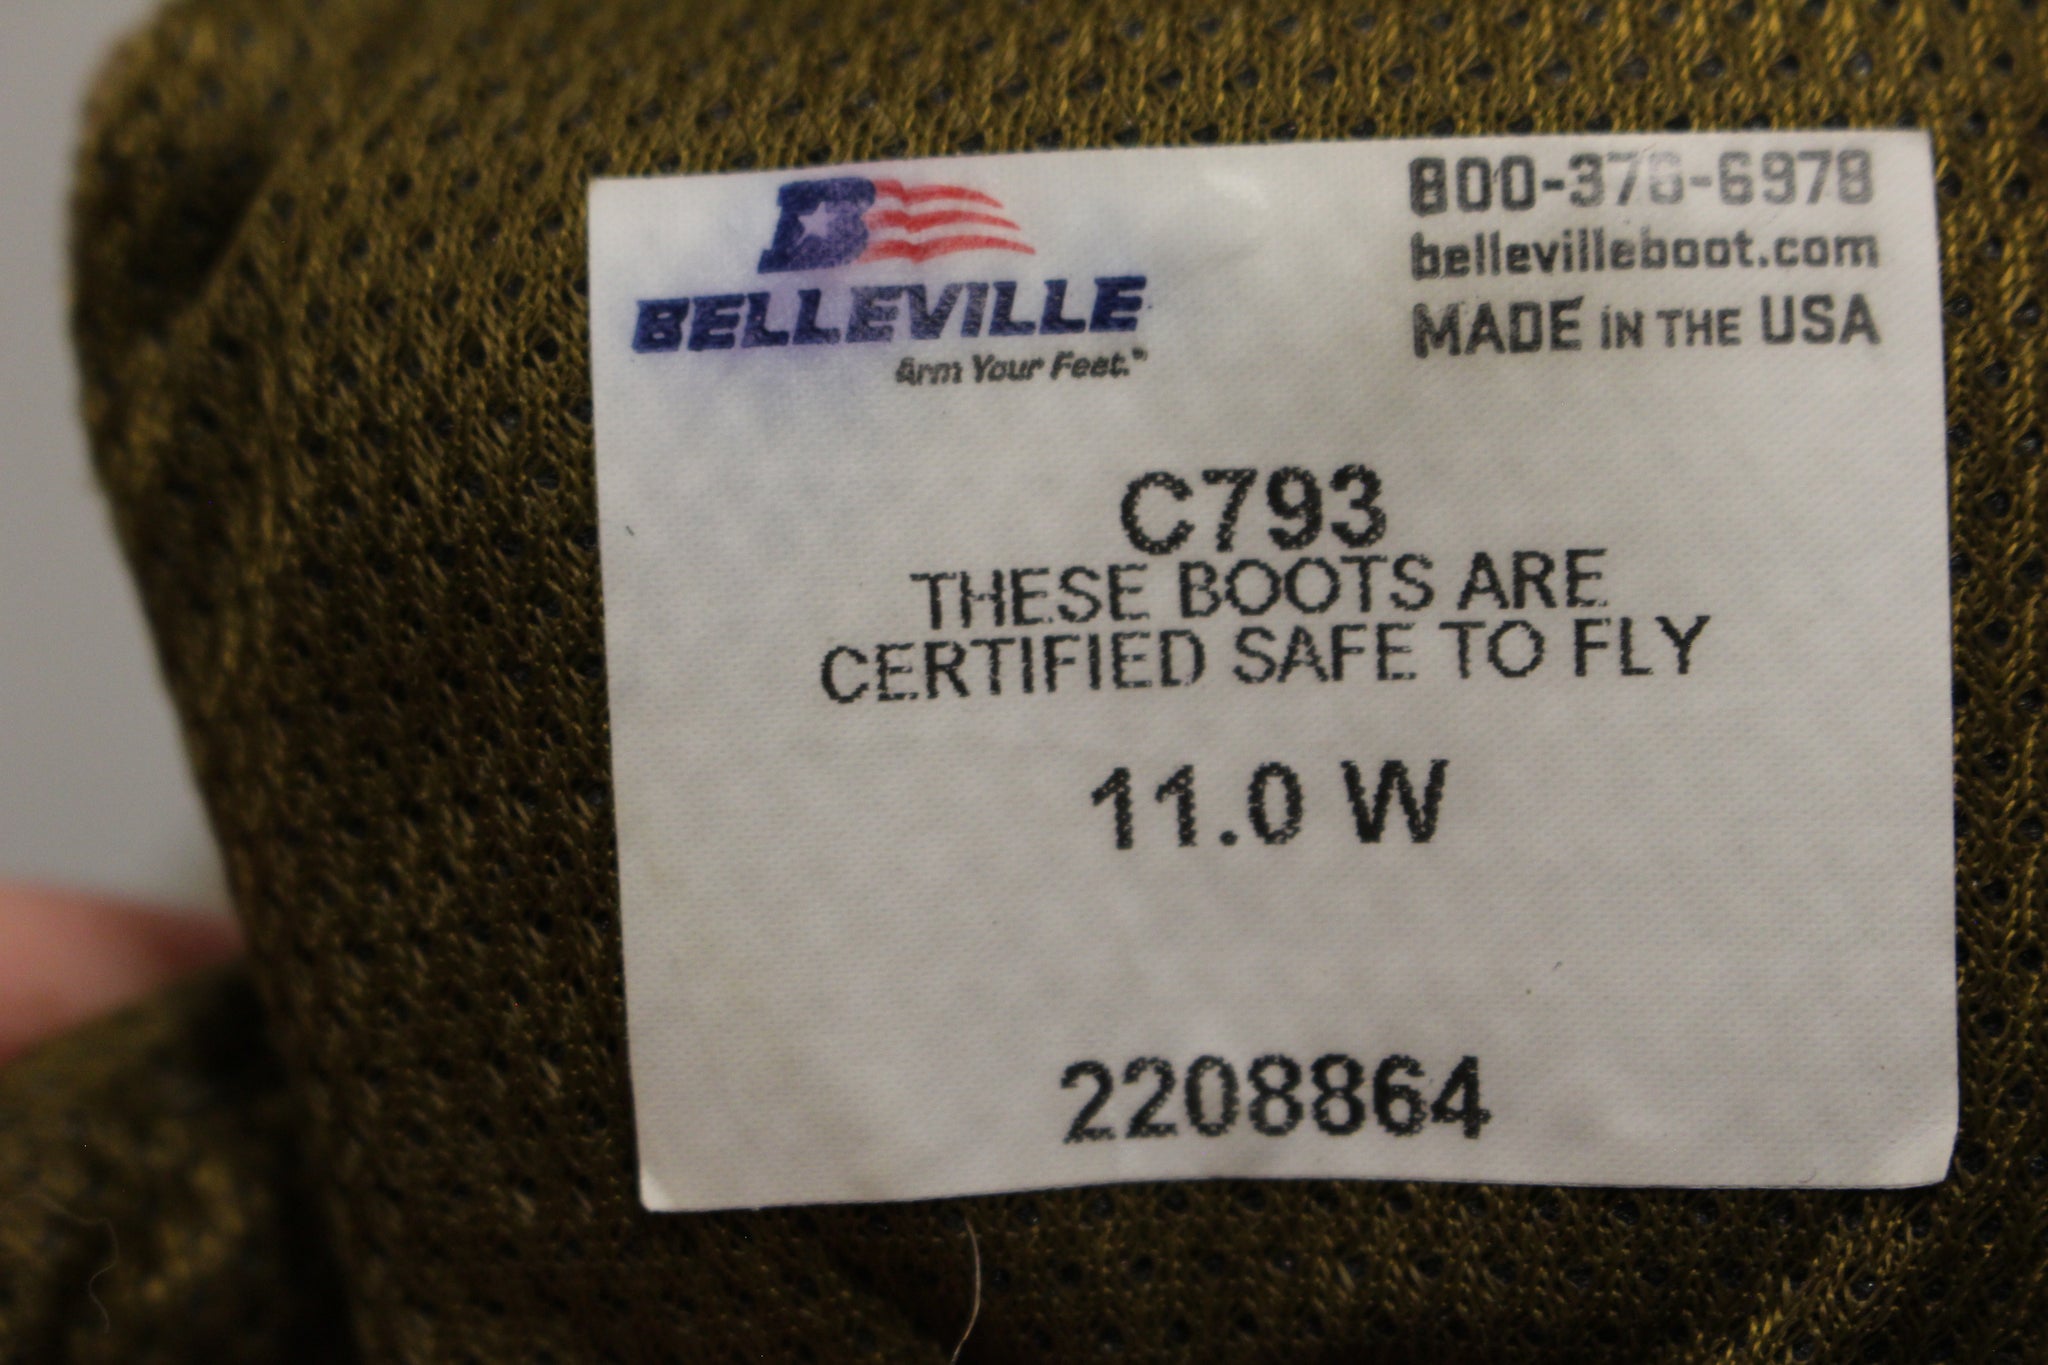 B
BELLEVILLE
Arm Your Feet.®
800-376-6978
bellevilleboot.com
MADE IN THE USA
C793
THESE BOOTS ARE
CERTIFIED SAFE TO FLY
11.0 W
2208864